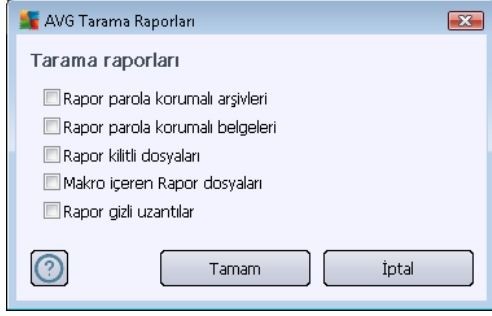 AVG Tarama Raporları
Tarama raporları
Rapor parola korumalı arşivleri
Rapor parola korumalı belgeleri
Rapor kilitli dosyaları
Makro içeren Rapor dosyaları
Rapor gizli uzantılar
?
Tamam
İptal